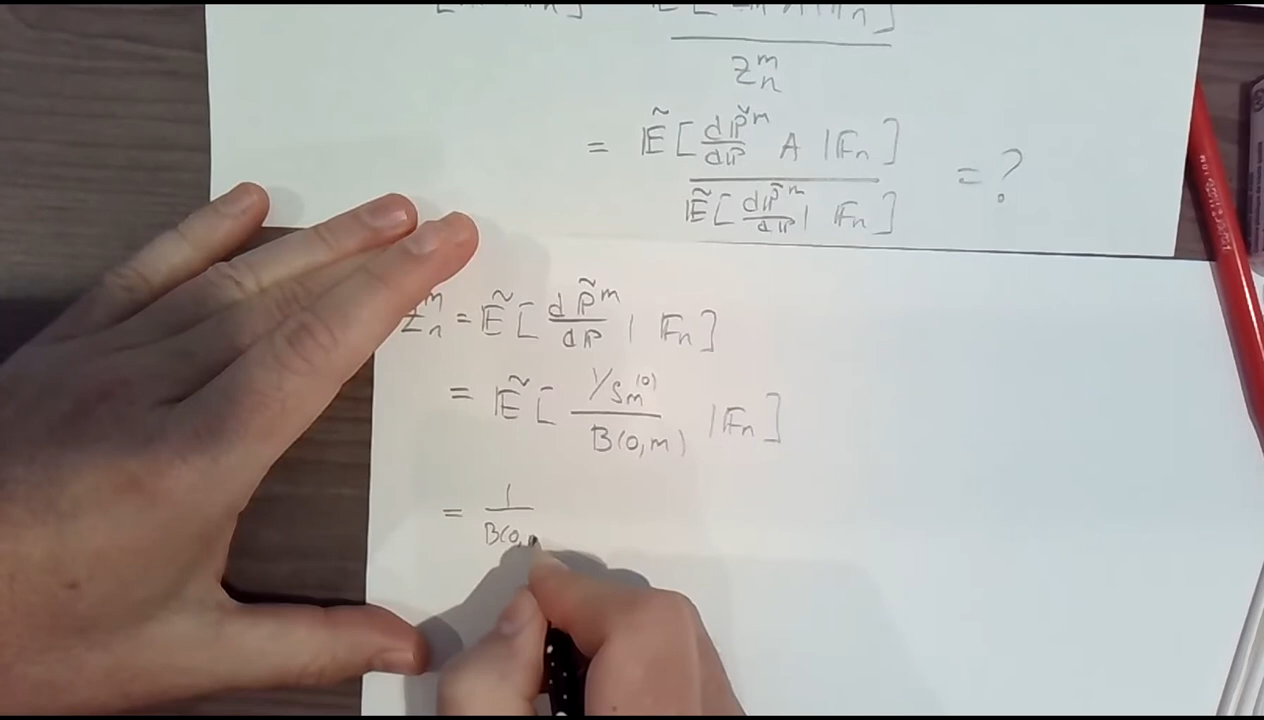 Z_n^m
= Ẽ [ dP̌^m/dP A | F_n ] / Ẽ [ dP̃^m/dP | F_n ] = ?
Z_n^m = Ẽ [ dP̃^m/dP | F_n ]
= Ẽ [ (1/S_m^(0)) / B(0,m) | F_n ]
= 1 / B(0,